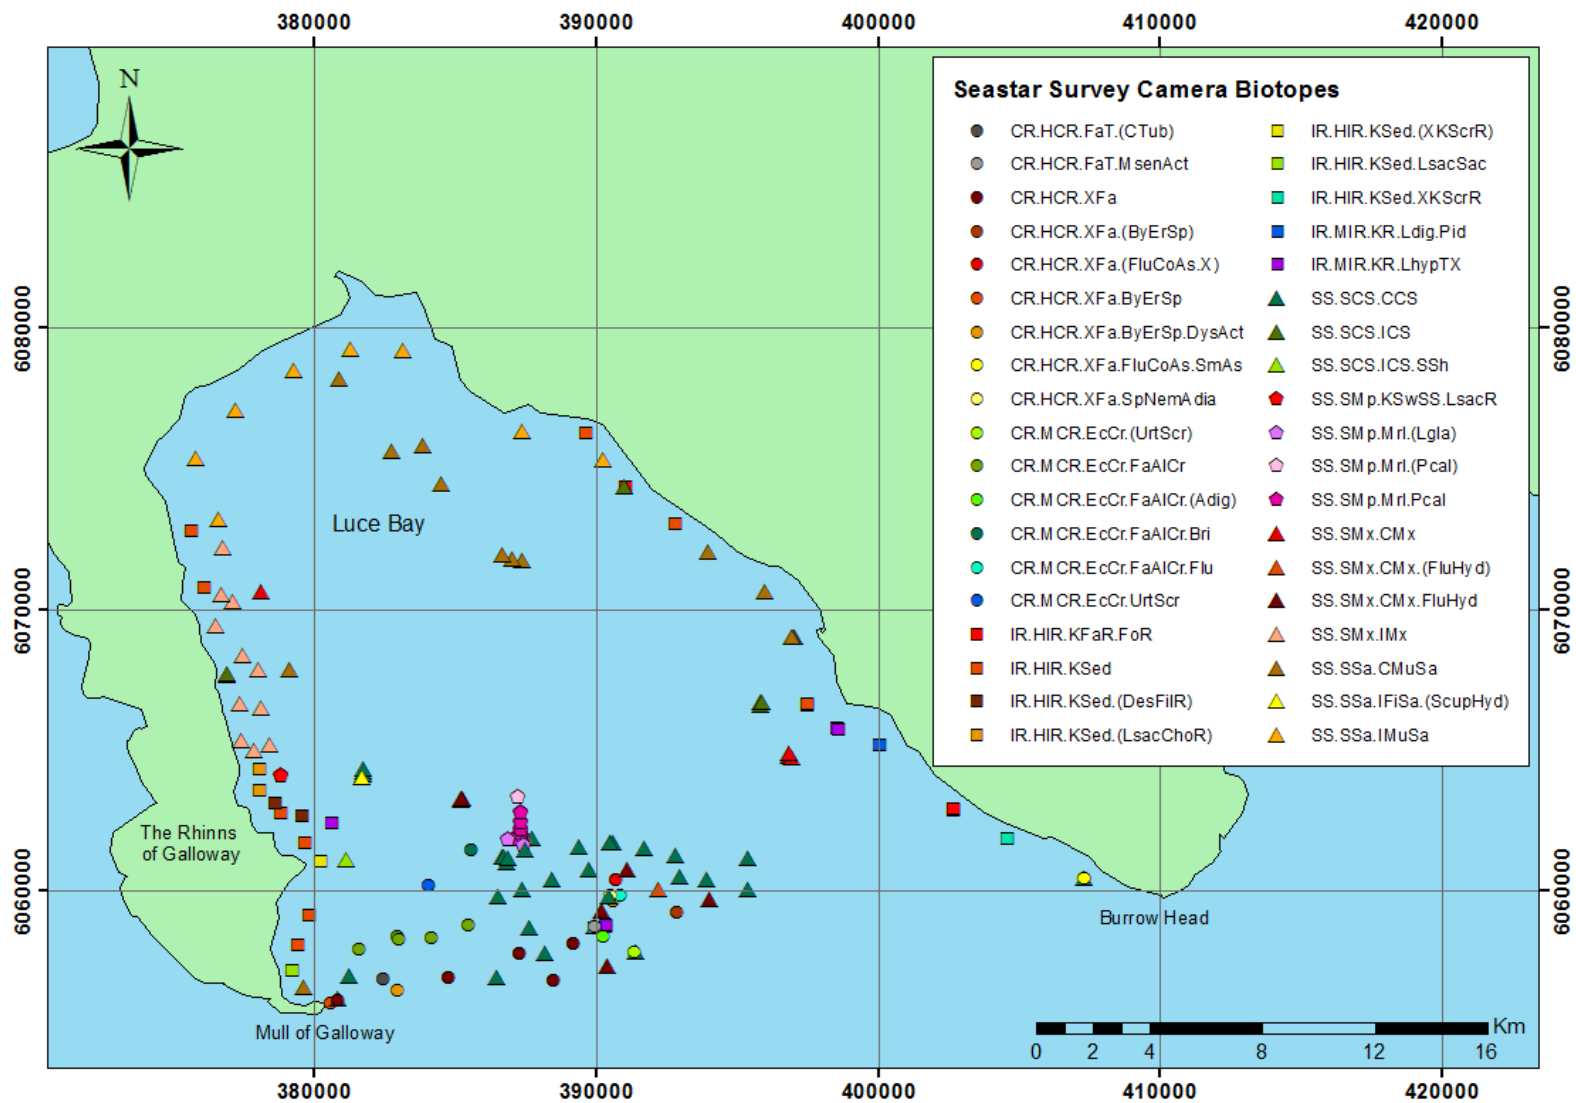 380000
390000
400000
410000
420000
N
Seastar Survey Camera Biotopes
CR.HCR.FaT.(CTub)
CR.HCR.FaT.MsenAct
CR.HCR.XFa
CR.HCR.XFa.(ByErSp)
CR.HCR.XFa.(FluCoAs.X)
CR.HCR.XFa.ByErSp
CR.HCR.XFa.ByErSp.DysAct
CR.HCR.XFa.FluCoAs.SmAs
CR.HCR.XFa.SpNemAdia
CR.MCR.EcCr.(UrtScr)
CR.MCR.EcCr.FaAlCr
CR.MCR.EcCr.FaAlCr.(Adig)
CR.MCR.EcCr.FaAlCr.Bri
CR.MCR.EcCr.FaAlCr.Flu
CR.MCR.EcCr.UrtScr
IR.HIR.KFaR.FoR
IR.HIR.KSed
IR.HIR.KSed.(DesFilR)
IR.HIR.KSed.(LsacChoR)
IR.HIR.KSed.(XKScrR)
IR.HIR.KSed.LsacSac
IR.HIR.KSed.XKScrR
IR.MIR.KR.Ldig.Pid
IR.MIR.KR.LhypTX
SS.SCS.CCS
SS.SCS.ICS
SS.SCS.ICS.SSh
SS.SMp.KSwSS.LsacR
SS.SMp.Mrl.(Lgla)
SS.SMp.Mrl.(Pcal)
SS.SMp.Mrl.Pcal
SS.SMx.CMx
SS.SMx.CMx.(FluHyd)
SS.SMx.CMx.FluHyd
SS.SMx.IMx
SS.SSa.CMuSa
SS.SSa.IFiSa.(ScupHyd)
SS.SSa.IMuSa
6080000
6080000
Luce Bay
6070000
6070000
The Rhinns
of Galloway
6060000
6060000
Burrow Head
Mull of Galloway
Km
0
2
4
8
12
16
380000
390000
400000
410000
420000